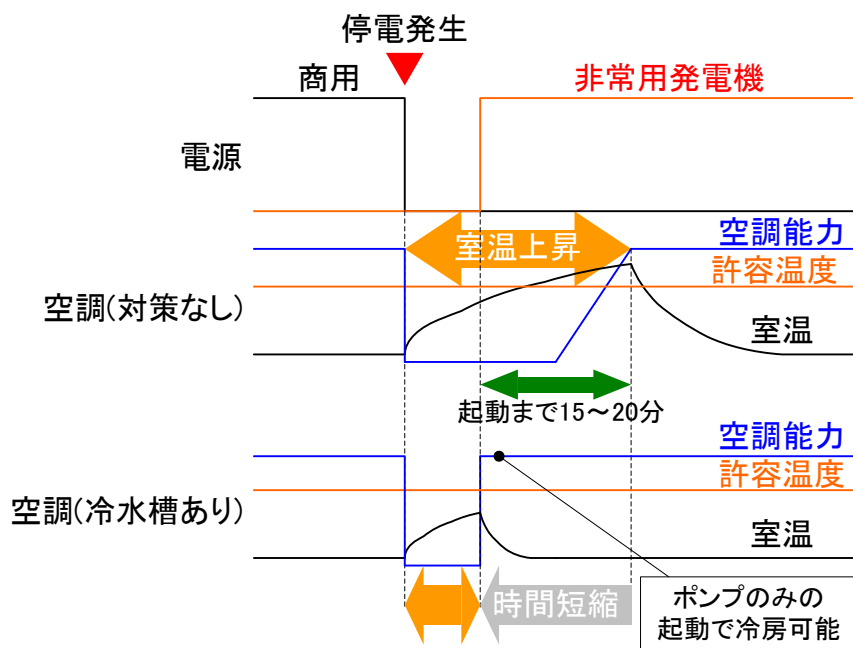 停電発生
商用
非常用発電機
電源
空調能力
室温上昇
許容温度
空調(対策なし)
室温
起動まで15～20分
空調能力
許容温度
空調(冷水槽あり)
室温
時間短縮
ポンプのみの
起動で冷房可能